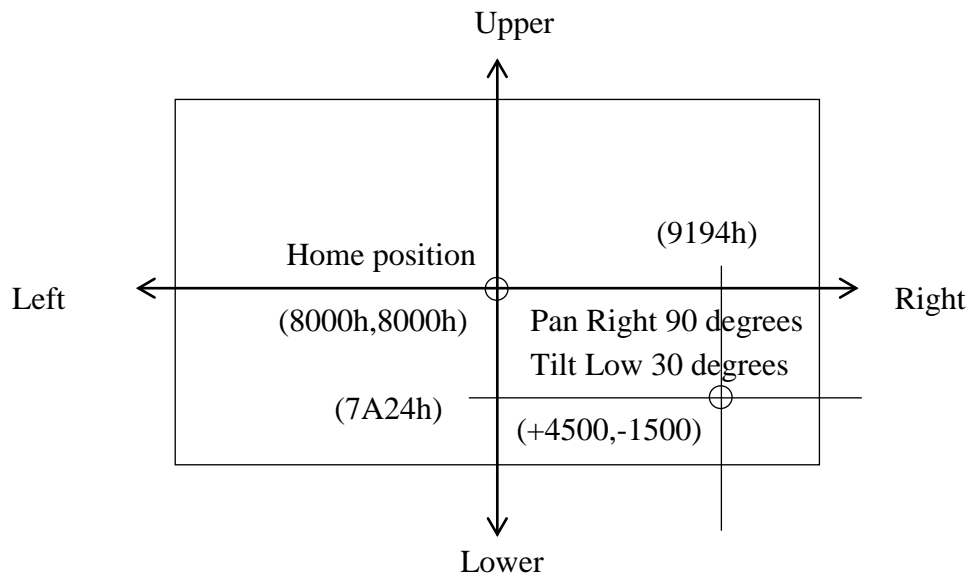 Upper
(9194h)
Home position
Left
Right
(8000h,8000h)
Pan Right 90 degrees
Tilt Low 30 degrees
(7A24h)
(+4500,-1500)
Lower